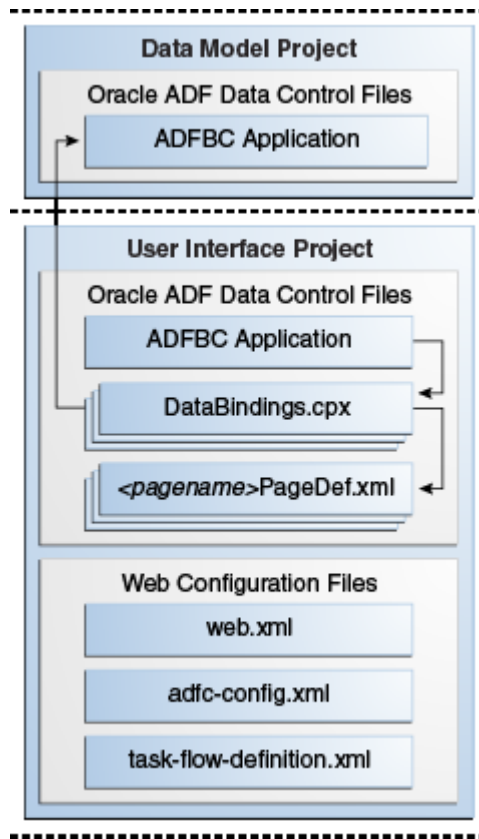 Data Model Project
Oracle ADF Data Control Files
ADFBC Application
User Interface Project
Oracle ADF Data Control Files
ADFBC Application
DataBindings.cpx
<pagename>PageDef.xml
Web Configuration Files
web.xml
adfc-config.xml
task-flow-definition.xml